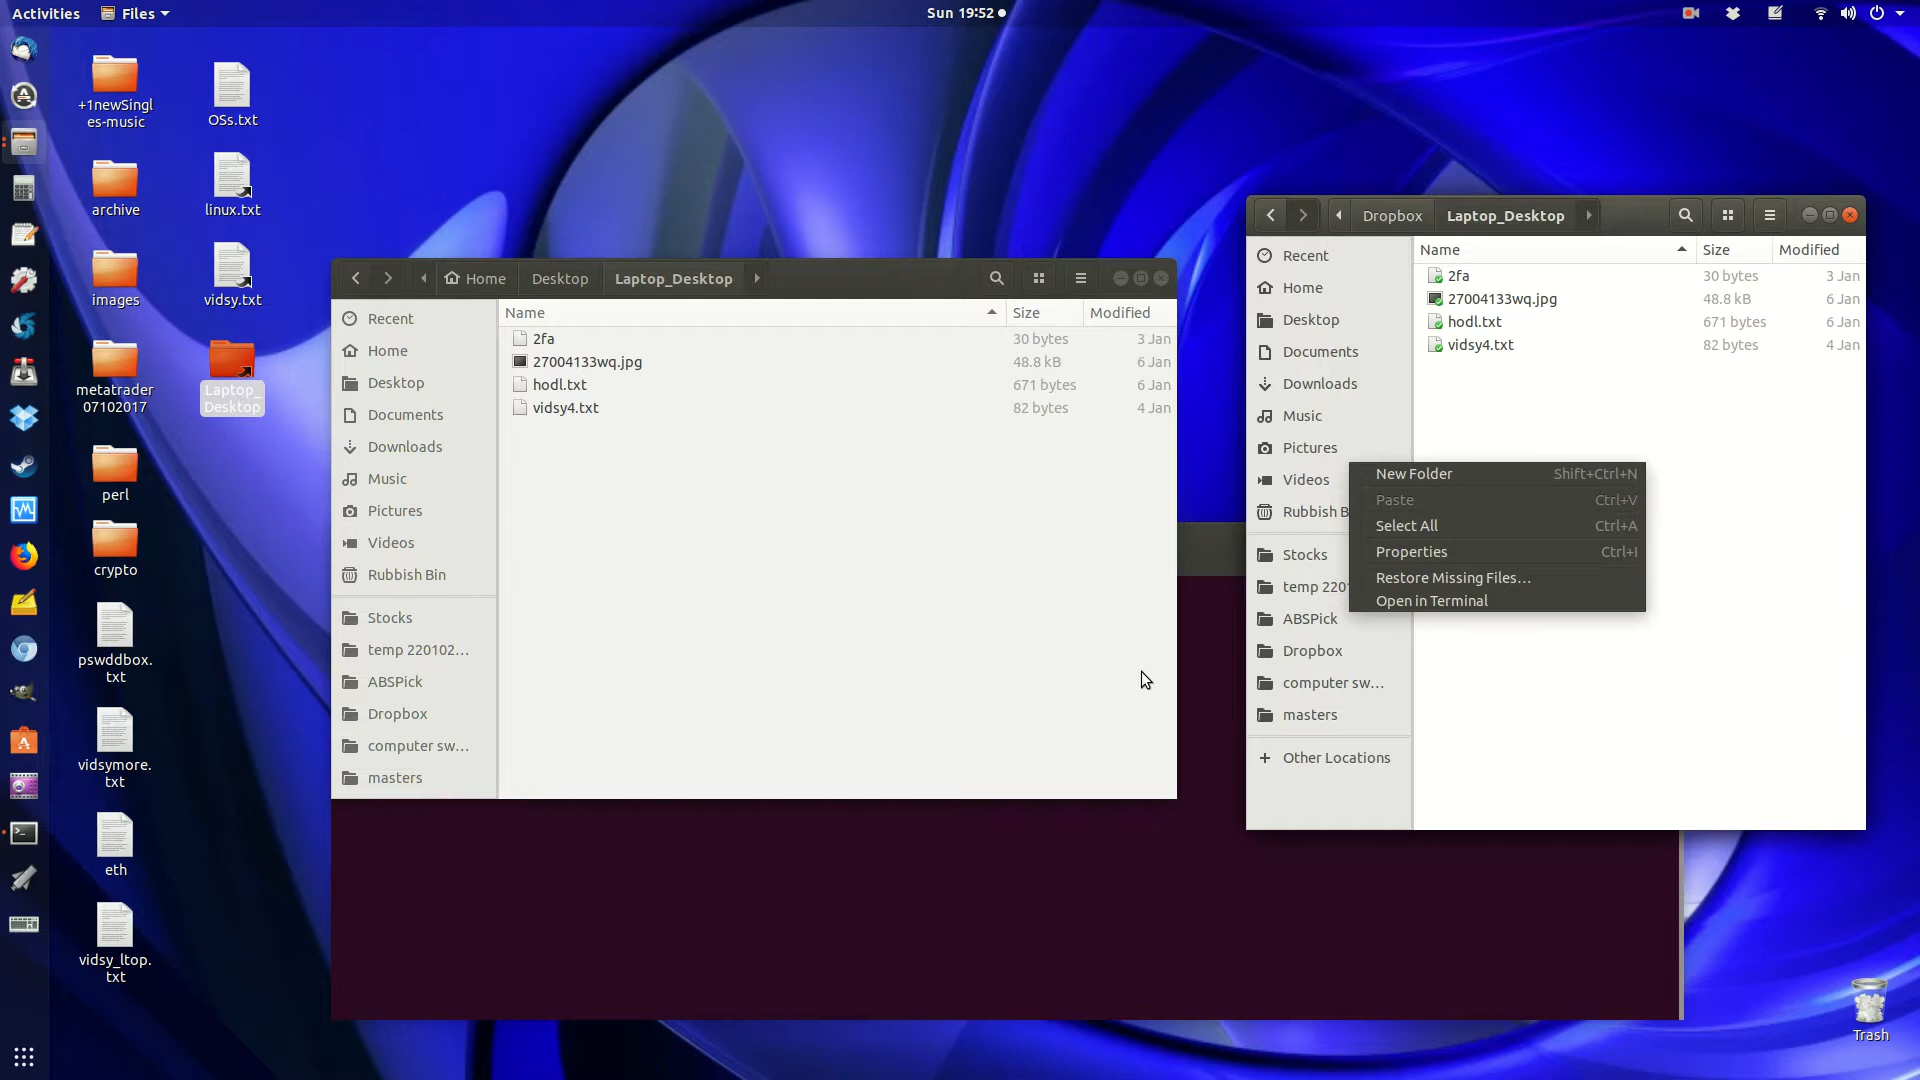 Activities
Files
Sun 19:52
+1newSingl
es-music
OSs.txt
archive
linux.txt
images
vidsy.txt
metatrader
07102017
Laptop_
Desktop
perl
crypto
pswddbox.
txt
vidsymore.
txt
eth
vidsy_ltop.
txt
Home
Desktop
Laptop_Desktop
Name
Size
Modified
Recent
Home
Desktop
Documents
Downloads
Music
Pictures
Videos
Rubbish Bin
Stocks
temp 220102...
ABSPick
Dropbox
computer sw...
masters
2fa 30 bytes 3 Jan
27004133wq.jpg 48.8 kB 6 Jan
hodl.txt 671 bytes 6 Jan
vidsy4.txt 82 bytes 4 Jan
Dropbox
Laptop_Desktop
Name
Size
Modified
Recent
Home
Desktop
Documents
Downloads
Music
Pictures
Videos
Rubbish B
Stocks
temp 220
ABSPick
Dropbox
computer sw...
masters
Other Locations
2fa 30 bytes 3 Jan
27004133wq.jpg 48.8 kB 6 Jan
hodl.txt 671 bytes 6 Jan
vidsy4.txt 82 bytes 4 Jan
New Folder Shift+Ctrl+N
Paste Ctrl+V
Select All Ctrl+A
Properties Ctrl+I
Restore Missing Files...
Open in Terminal
Trash